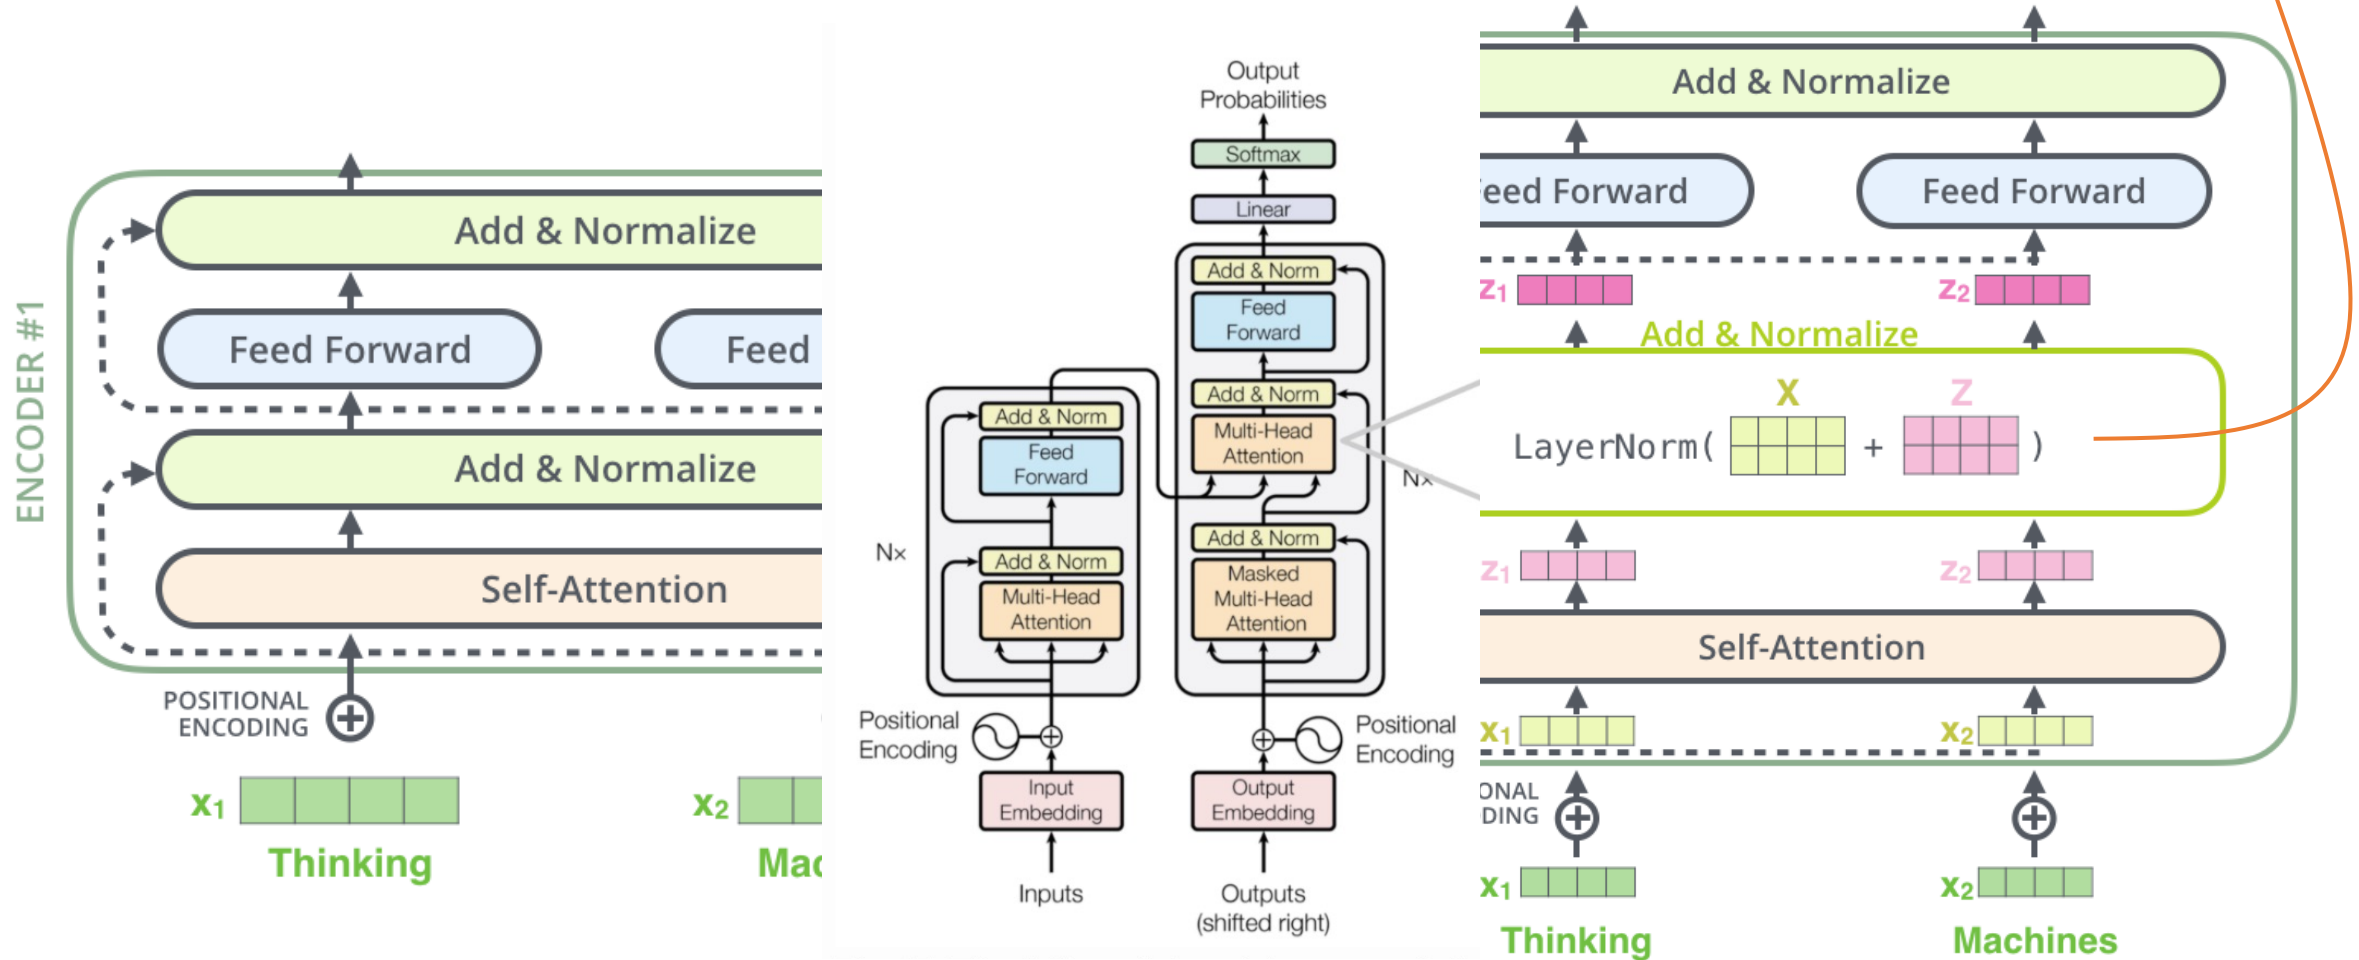 ENCODER #1
Add & Normalize
Feed Forward
Feed
Add & Normalize
Self-Attention
POSITIONAL
ENCODING
x1
x2
Thinking
Mac
Output
Probabilities
Softmax
Linear
Add & Norm
Feed
Forward
Add & Norm
Multi-Head
Attention
Nx
Add & Norm
Masked
Multi-Head
Attention
Add & Norm
Feed
Forward
Nx
Add & Norm
Multi-Head
Attention
Positional
Encoding
Positional
Encoding
Input
Embedding
Output
Embedding
Inputs
Outputs
(shifted right)
Add & Normalize
eed Forward
Feed Forward
z1
z2
Add & Normalize
X
Z
LayerNorm( + )
z1
z2
Self-Attention
x1
x2
ONAL
DING
x1
x2
Thinking
Machines